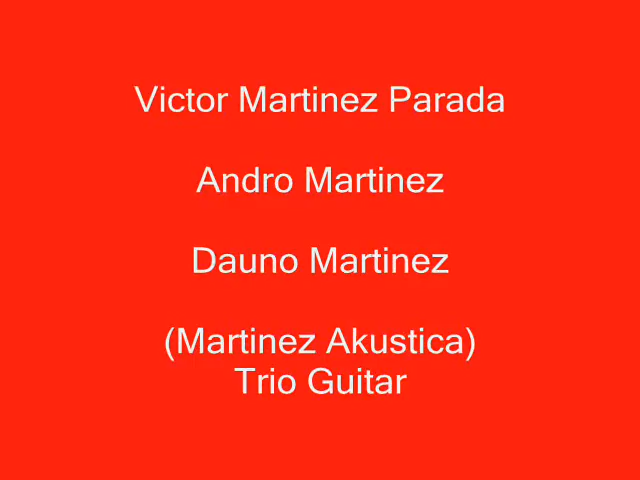 Victor Martinez Parada
Andro Martinez
Dauno Martinez
(Martinez Akustica)
Trio Guitar